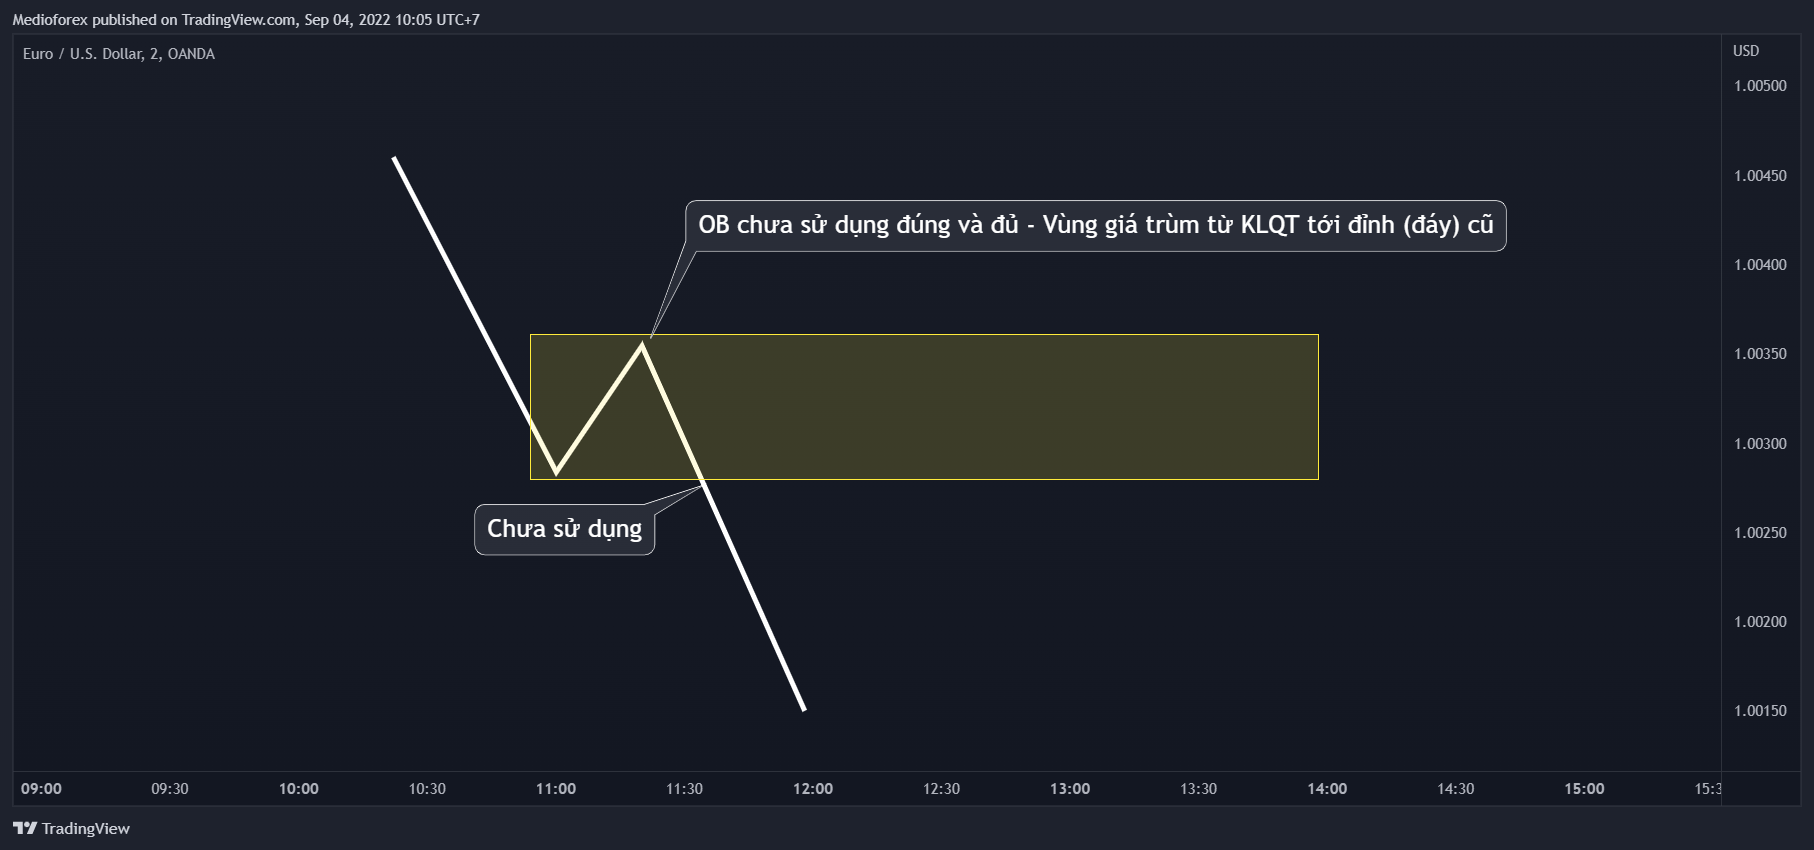 Medioforex published on TradingView.com, Sep 04, 2022 10:05 UTC+7
Euro / U.S. Dollar, 2, OANDA
USD
1.00500
1.00450
OB chưa sử dụng đúng và đủ - Vùng giá trùm từ KLQT tới đỉnh (đáy) cũ
1.00400
1.00350
1.00300
Chưa sử dụng
1.00250
1.00200
1.00150
09:00 09:30 10:00 10:30 11:00 11:30 12:00 12:30 13:00 13:30 14:00 14:30 15:00 15:3
TradingView